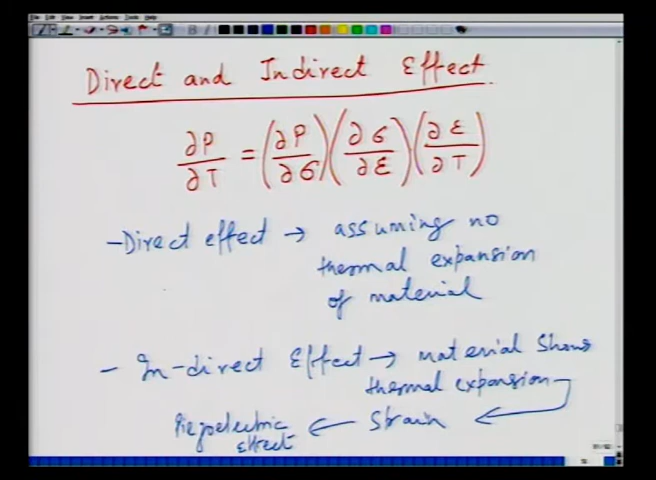 Direct and Indirect Effect
∂P/∂T = (∂P/∂σ)(∂σ/∂ε)(∂ε/∂T)
- Direct effect → assuming no
thermal expansion
of material
- In-direct Effect → material shows
thermal expansion
Piezoelectric ← Strain ←
effect